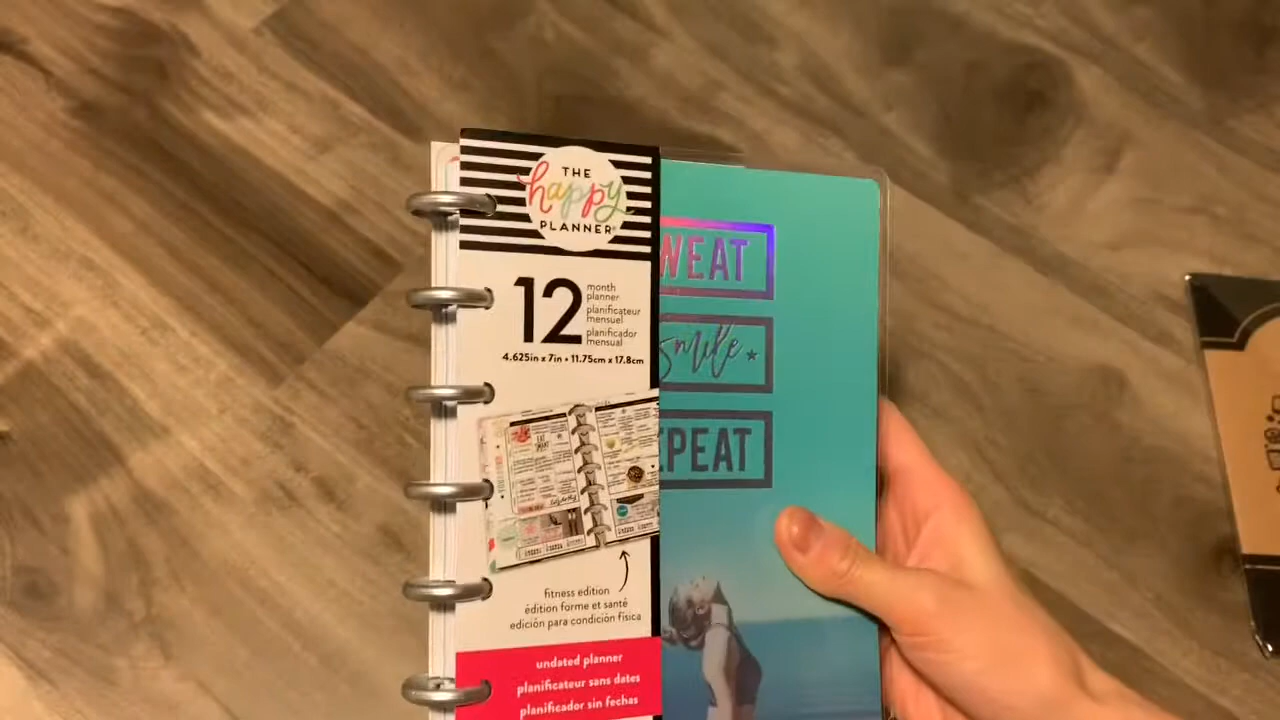 THE
happy
PLANNER®
12
month
planner
planificateur
mensuel
planificador
mensual
4.625in x 7in • 11.75cm x 17.8cm
EAT
SMART
fitness edition
édition forme et santé
edición para condición física
undated planner
planificateur sans dates
planificador sin fechas
WEAT
smile
EPEAT